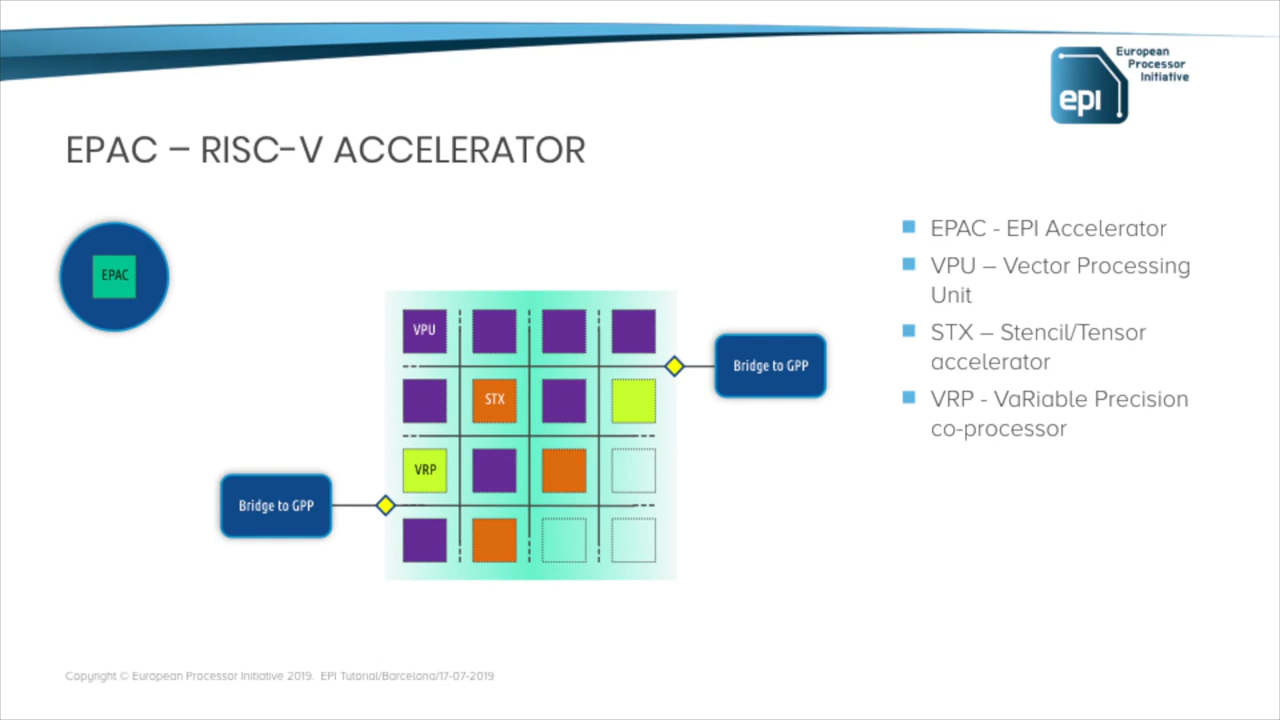 European
Processor
Initiative
epi
EPAC – RISC-V ACCELERATOR
EPAC
VPU
STX
VRP
Bridge to GPP
Bridge to GPP
EPAC - EPI Accelerator
VPU – Vector Processing
Unit
STX – Stencil/Tensor
accelerator
VRP - VaRiable Precision
co-processor
Copyright © European Processor Initiative 2019. EPI Tutorial/Barcelona/17-07-2019